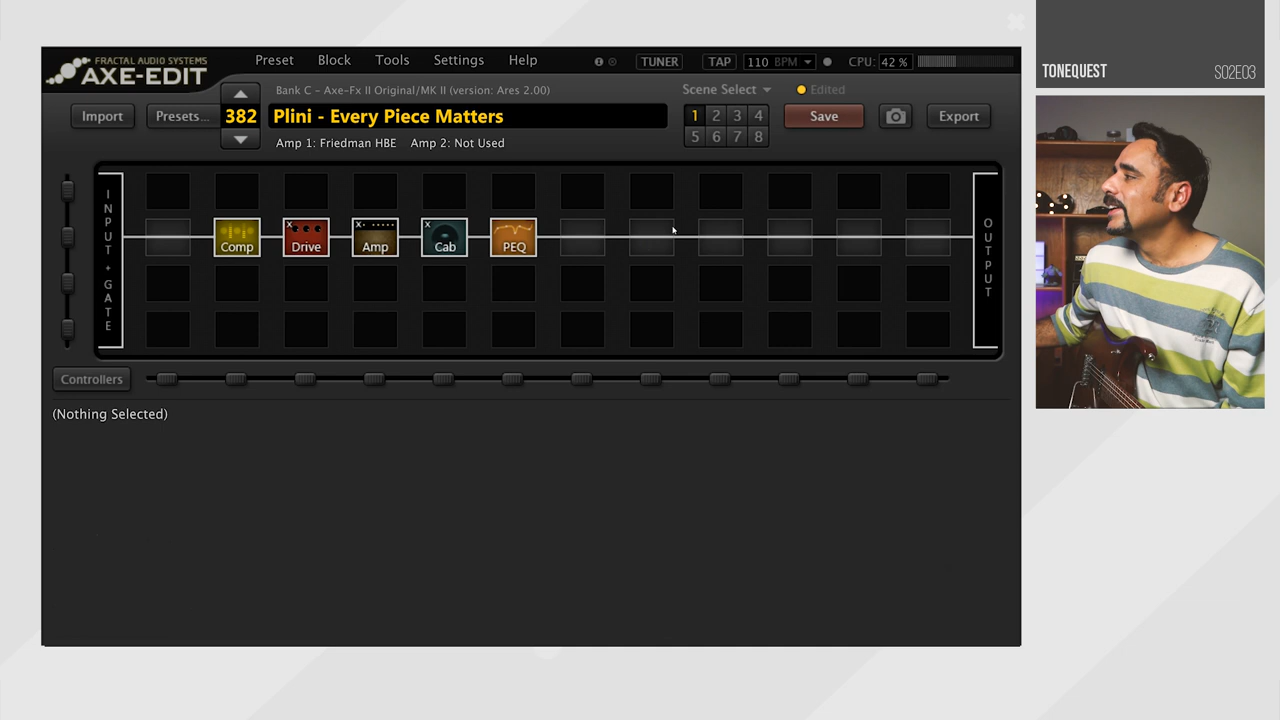 FRACTAL AUDIO SYSTEMS
AXE-EDIT
Preset
Block
Tools
Settings
Help
TUNER
TAP
110 BPM
CPU: 42 %
Import
Presets...
382
Bank C - Axe-Fx II Original/MK II (version: Ares 2.00)
Plini - Every Piece Matters
Amp 1: Friedman HBE Amp 2: Not Used
Scene Select
1 2 3 4
5 6 7 8
Edited
Save
Export
INPUT + GATE
Comp
X Drive
X Amp
X Cab
PEQ
OUTPUT
Controllers
(Nothing Selected)
TONEQUEST
S02E03